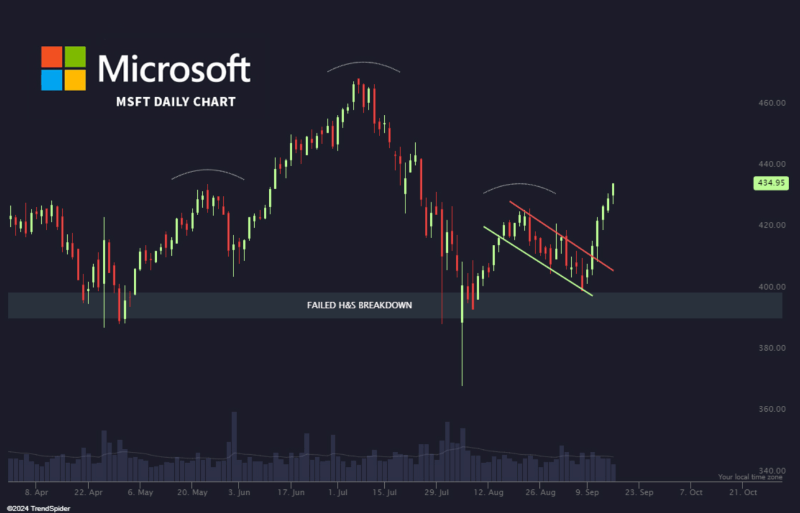 Microsoft
MSFT DAILY CHART
460.00
440.00
434.95
420.00
400.00
FAILED H&S BREAKDOWN
380.00
360.00
340.00
Your local time zone
8. Apr 22. Apr 6. May 20. May 3. Jun 17. Jun 1. Jul 15. Jul 29. Jul 12. Aug 26. Aug 9. Sep 23. Sep 7. Oct 21. Oct
©2024 TrendSpider